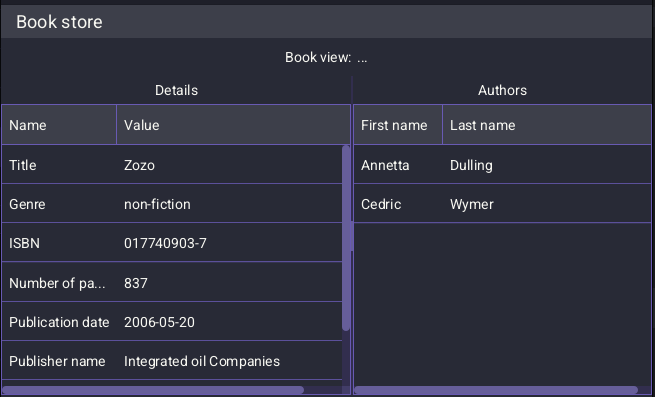 Book store
Book view: ...
Details
Authors
Name Value
First name Last name
Title Zozo
Annetta Dulling
Genre non-fiction
Cedric Wymer
ISBN 017740903-7
Number of pa... 837
Publication date 2006-05-20
Publisher name Integrated oil Companies